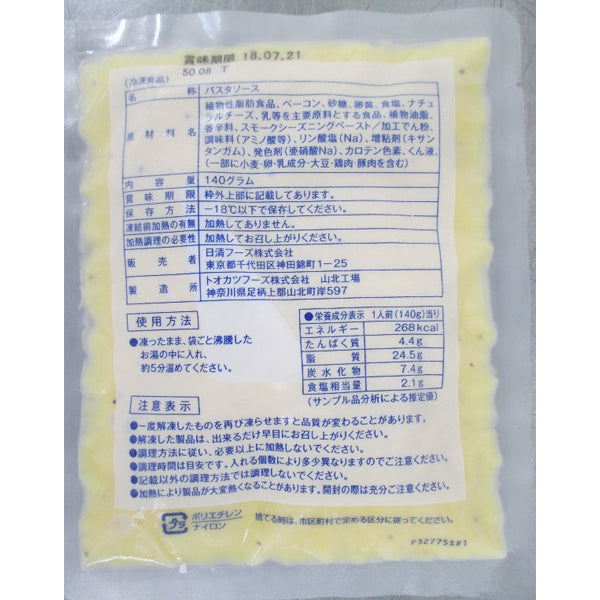 賞味期限 18.07.21
5008 T
(冷凍食品)
名 称 パスタソース
原材料名 植物性脂肪食品、ベーコン、砂糖、卵黄、食塩、ナチュ
ラルチーズ、乳等を主要原料とする食品、植物油脂、
香辛料、スモークシーズニングペースト/加工でん粉、
調味料(アミノ酸等)、リン酸塩(Na)、増粘剤(キサン
タンガム)、発色剤(亜硝酸Na)、カロテン色素、くん液、
(一部に小麦・卵・乳成分・大豆・鶏肉・豚肉を含む)
内容量 140グラム
賞味期限 枠外上部に記載してあります。
保存方法 −18℃以下で保存してください。
凍結前加熱の有無 加熱してありません。
加熱調理の必要性 加熱してお召し上がりください。
販売者 日清フーズ株式会社
東京都千代田区神田錦町1−25
製造所 トオカツフーズ株式会社 山北工場
神奈川県足柄上郡山北町岸597
使用方法
●凍ったまま、袋ごと沸騰した
お湯の中に入れ、
約5分温めてください。
●栄養成分表示 1人前(140g)当り
エネルギー 268kcal
たんぱく質 4.4g
脂質 24.5g
炭水化物 7.4g
食塩相当量 2.1g
(サンプル品分析による推定値)
注意表示
●一度解凍したものを再び凍らせますと品質が変わることがあります。
●解凍した製品は、出来るだけ早目にお召し上がりください。
●調理方法に従い、必要以上に加熱しないでください。
●調理時間は目安です。入れる個数により多少異なりますのでご注意ください。
●記載以外の調理方法では調理しないでください。
●加熱により製品が大変熱くなることがあります。開封の際は充分ご注意ください。
プラ
ポリエチレン
ナイロン
捨てる時は、市区町村で定める区分に従ってください。
P32775S#1